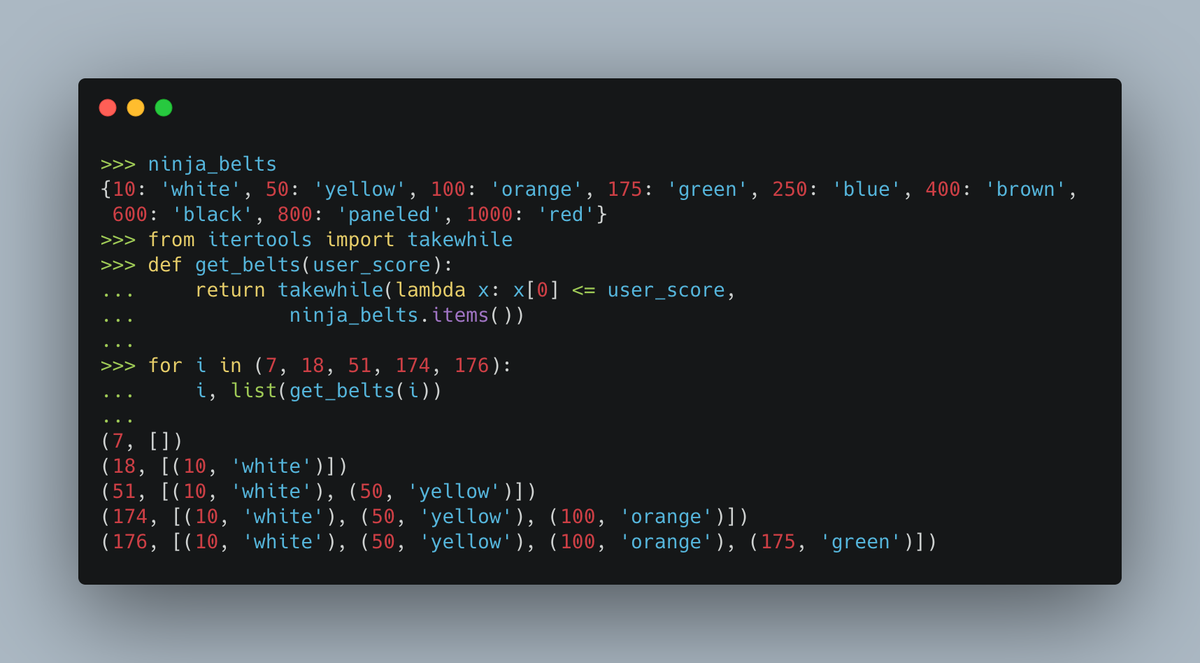 >>> ninja_belts
{10: 'white', 50: 'yellow', 100: 'orange', 175: 'green', 250: 'blue', 400: 'brown',
 600: 'black', 800: 'paneled', 1000: 'red'}
>>> from itertools import takewhile
>>> def get_belts(user_score):
...     return takewhile(lambda x: x[0] <= user_score,
...             ninja_belts.items())
...
>>> for i in (7, 18, 51, 174, 176):
...     i, list(get_belts(i))
...
(7, [])
(18, [(10, 'white')])
(51, [(10, 'white'), (50, 'yellow')])
(174, [(10, 'white'), (50, 'yellow'), (100, 'orange')])
(176, [(10, 'white'), (50, 'yellow'), (100, 'orange'), (175, 'green')])